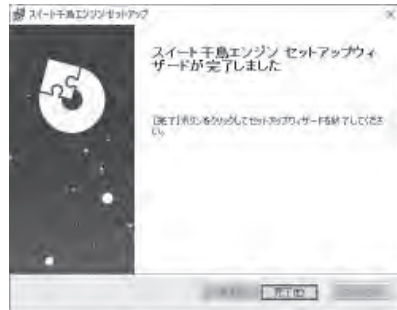 スイート千鳥エンジン セットアップ
スイート千鳥エンジン セットアップウィ
ザードが完了しました
[完了]ボタンをクリックしてセットアップウィザードを終了してくださ
い。
完了(F)